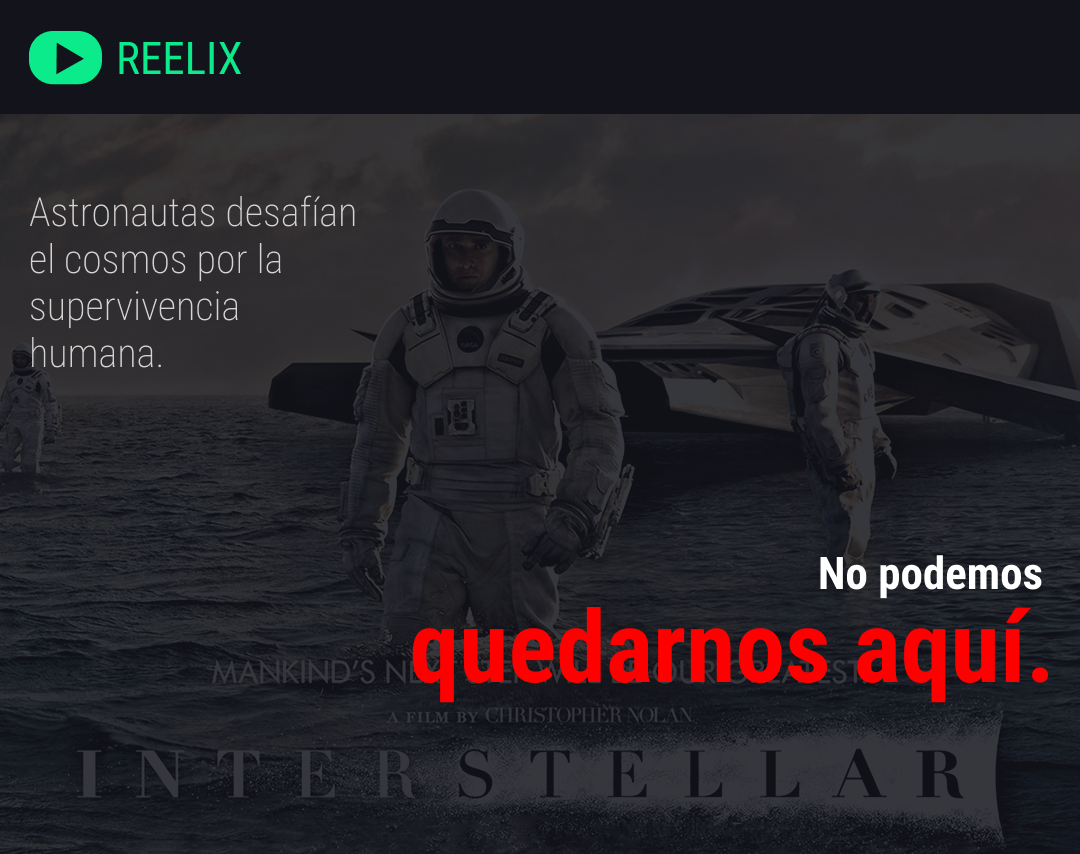 REELIX
Astronautas desafían
el cosmos por la
supervivencia
humana.
No podemos
quedarnos aquí.
MANKIND'S
A FILM BY CHRISTOPHER NOLAN
INTERSTELLAR